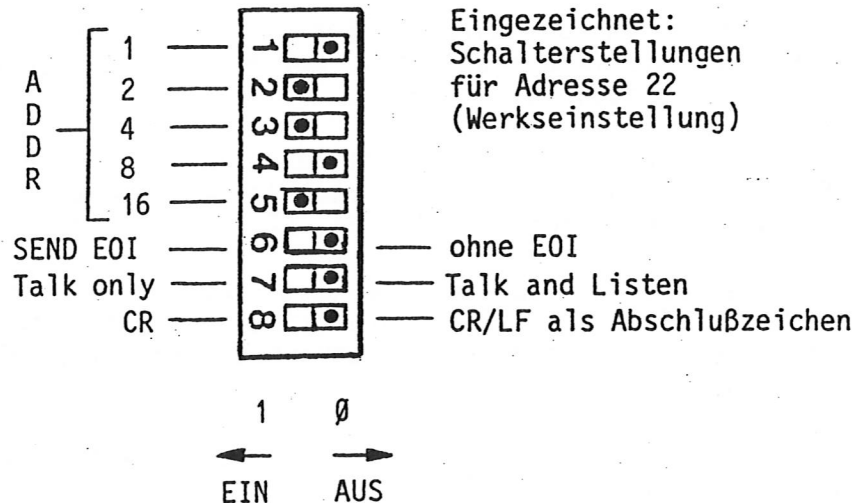 Eingezeichnet:
Schalterstellungen
für Adresse 22
(Werkseinstellung)
ADDR
1 1
2 2
4 3
8 4
16 5
SEND EOI 6 ohne EOI
Talk only 7 Talk and Listen
CR 8 CR/LF als Abschlußzeichen
1 Ø
EIN AUS